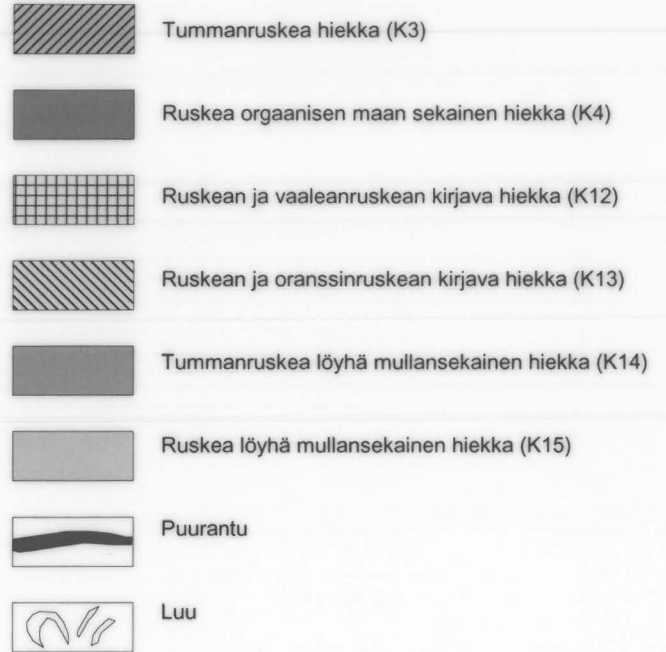 Tummanruskea hiekka (K3)
Ruskea orgaanisen maan sekainen hiekka (K4)
Ruskean ja vaaleanruskean kirjava hiekka (K12)
Ruskean ja oranssinruskean kirjava hiekka (K13)
Tummanruskea löyhä mullansekainen hiekka (K14)
Ruskea löyhä mullansekainen hiekka (K15)
Puurantu
Luu